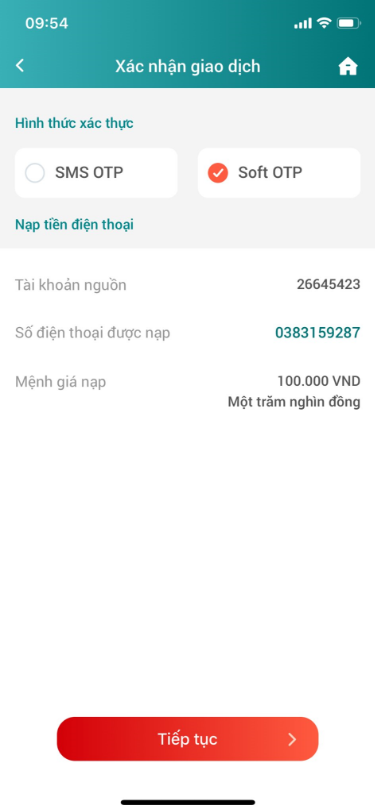 09:54
Xác nhận giao dịch
Hình thức xác thực
SMS OTP
Soft OTP
Nạp tiền điện thoại
Tài khoản nguồn 26645423
Số điện thoại được nạp 0383159287
Mệnh giá nạp 100.000 VND
Một trăm nghìn đồng
Tiếp tục